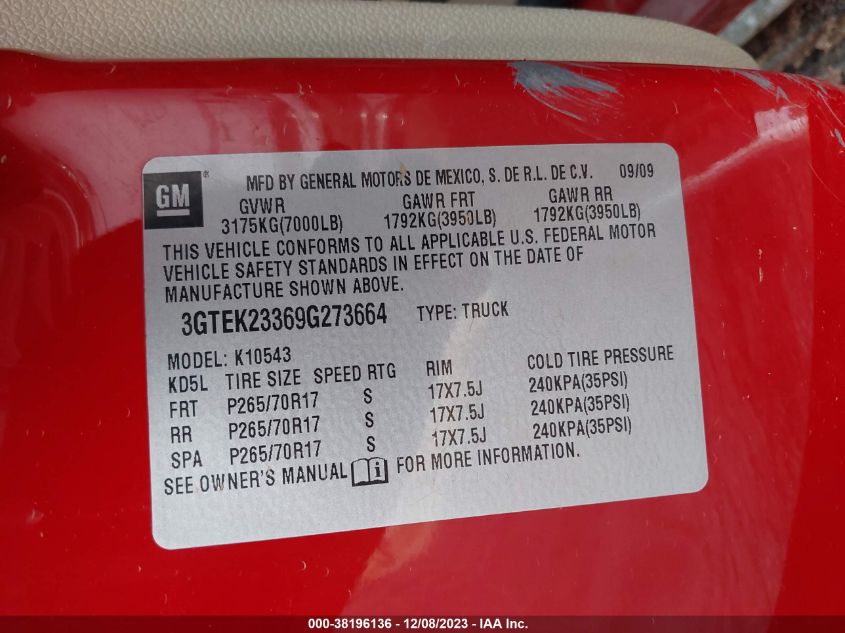 GM ® MFD BY GENERAL MOTORS DE MEXICO, S. DE R.L. DE C.V. 09/09
GVWR GAWR FRT GAWR RR
3175KG(7000LB) 1792KG(3950LB) 1792KG(3950LB)
THIS VEHICLE CONFORMS TO ALL APPLICABLE U.S. FEDERAL MOTOR
VEHICLE SAFETY STANDARDS IN EFFECT ON THE DATE OF
MANUFACTURE SHOWN ABOVE.
3GTEK23369G273664 TYPE: TRUCK
MODEL: K10543
KD5L TIRE SIZE SPEED RTG RIM COLD TIRE PRESSURE
FRT P265/70R17 S 17X7.5J 240KPA(35PSI)
RR P265/70R17 S 17X7.5J 240KPA(35PSI)
SPA P265/70R17 S 17X7.5J 240KPA(35PSI)
SEE OWNER'S MANUAL FOR MORE INFORMATION.
000-38196136 - 12/08/2023 - IAA Inc.